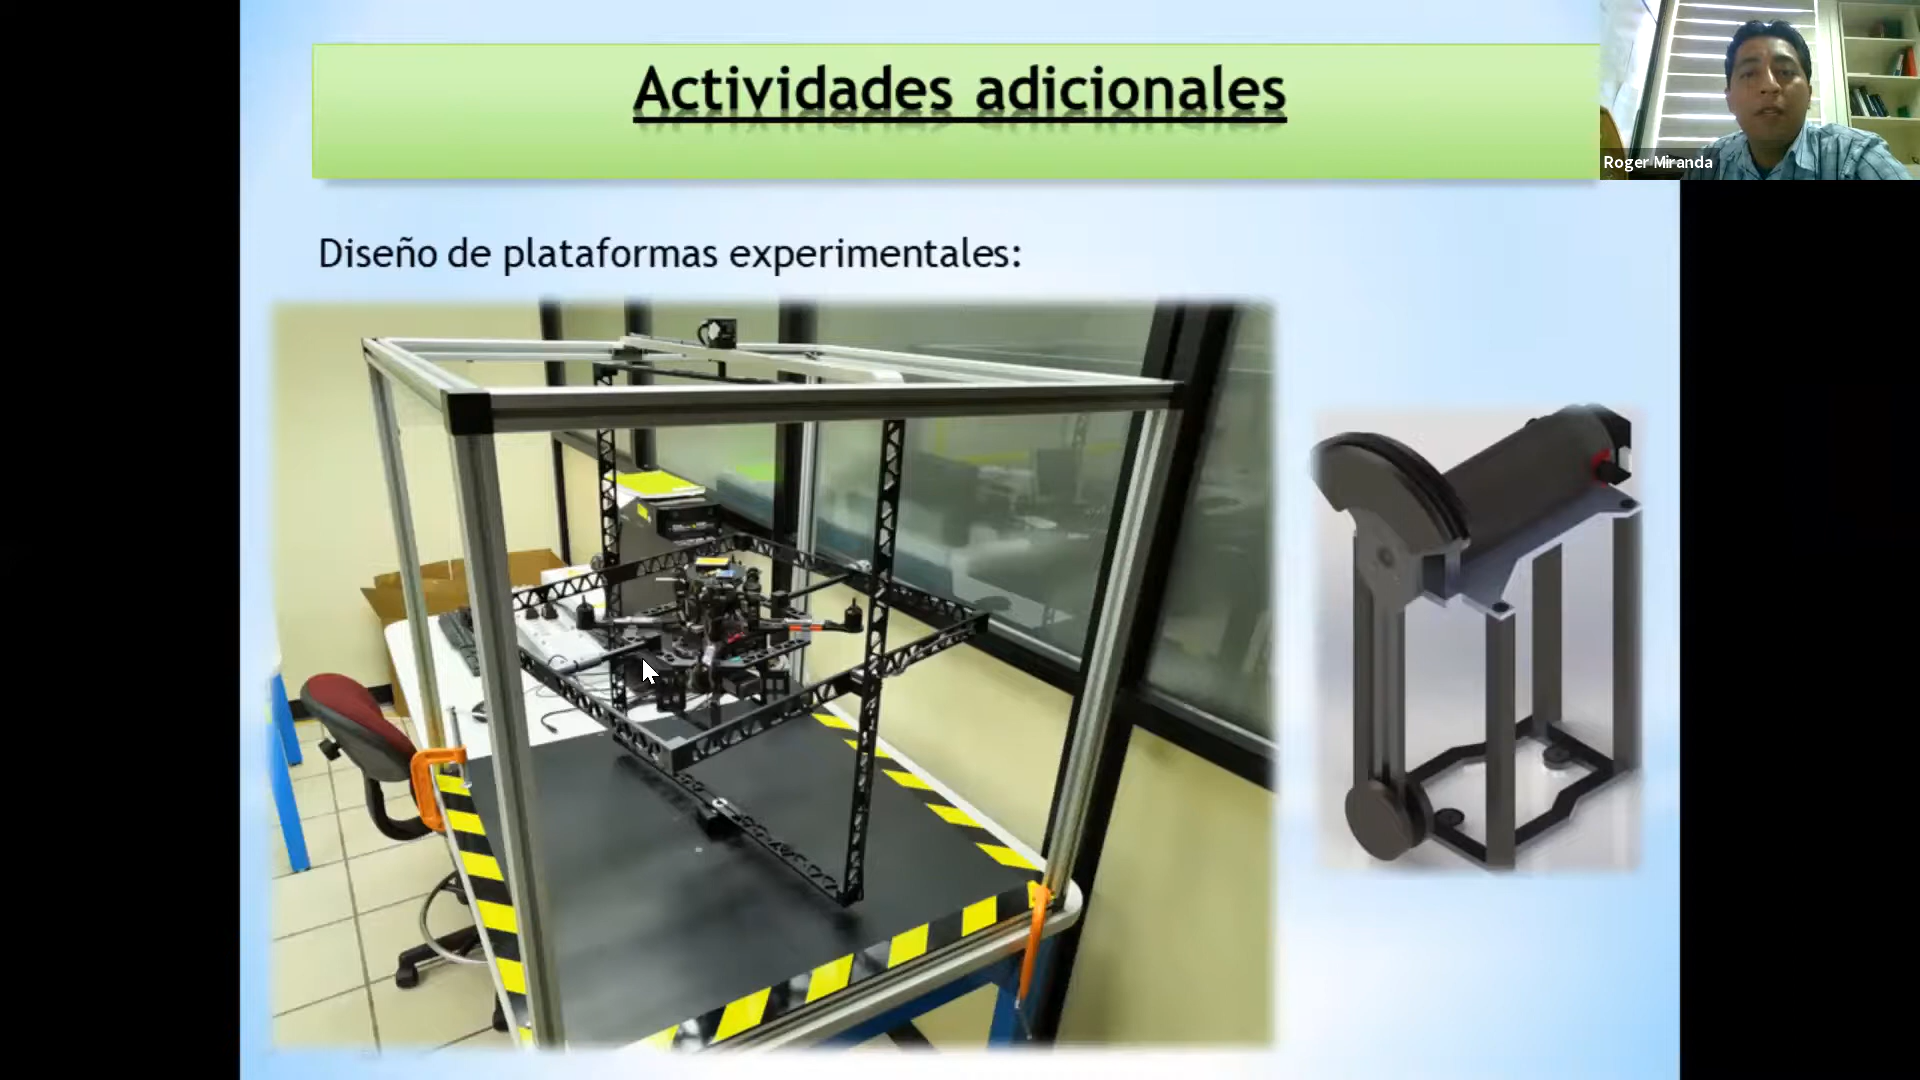 Actividades adicionales
Roger Miranda
Diseño de plataformas experimentales: